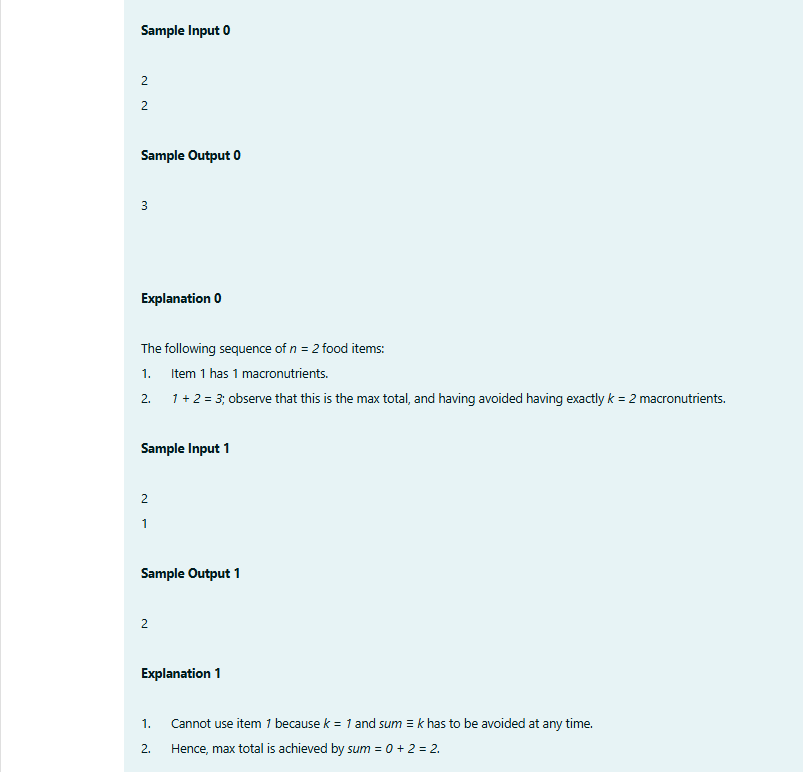 Sample Input 0
2
2
Sample Output 0
3
Explanation 0
The following sequence of n = 2 food items:
1. Item 1 has 1 macronutrients.
2. 1 + 2 = 3; observe that this is the max total, and having avoided having exactly k = 2 macronutrients.
Sample Input 1
2
1
Sample Output 1
2
Explanation 1
1. Cannot use item 1 because k = 1 and sum ≡ k has to be avoided at any time.
2. Hence, max total is achieved by sum = 0 + 2 = 2.